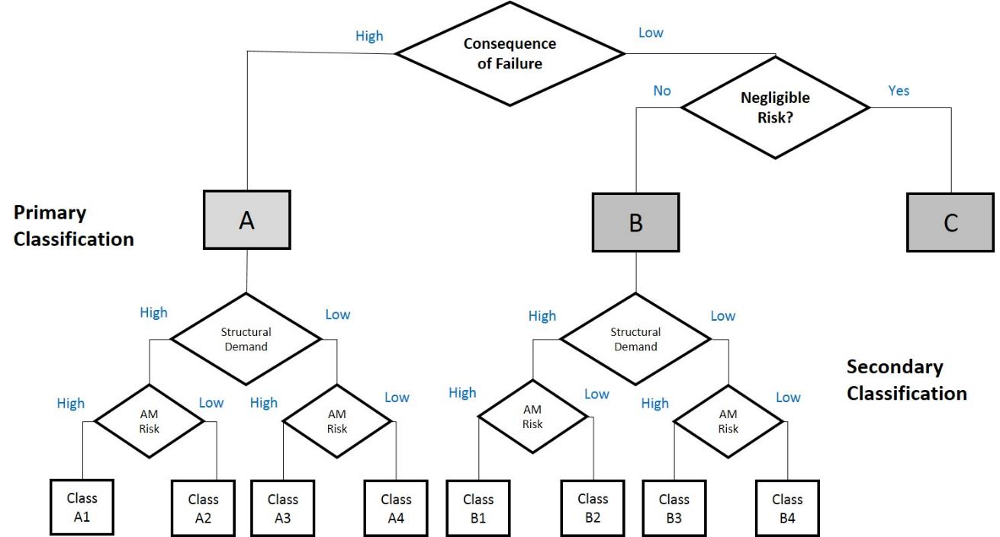 Consequence
of Failure
High
Low
Negligible
Risk?
No
Yes
Primary
Classification
A
B
C
Structural
Demand
High
Low
Structural
Demand
High
Low
Secondary
Classification
AM
Risk
High
Low
AM
Risk
High
Low
AM
Risk
High
Low
AM
Risk
High
Low
Class
A1
Class
A2
Class
A3
Class
A4
Class
B1
Class
B2
Class
B3
Class
B4